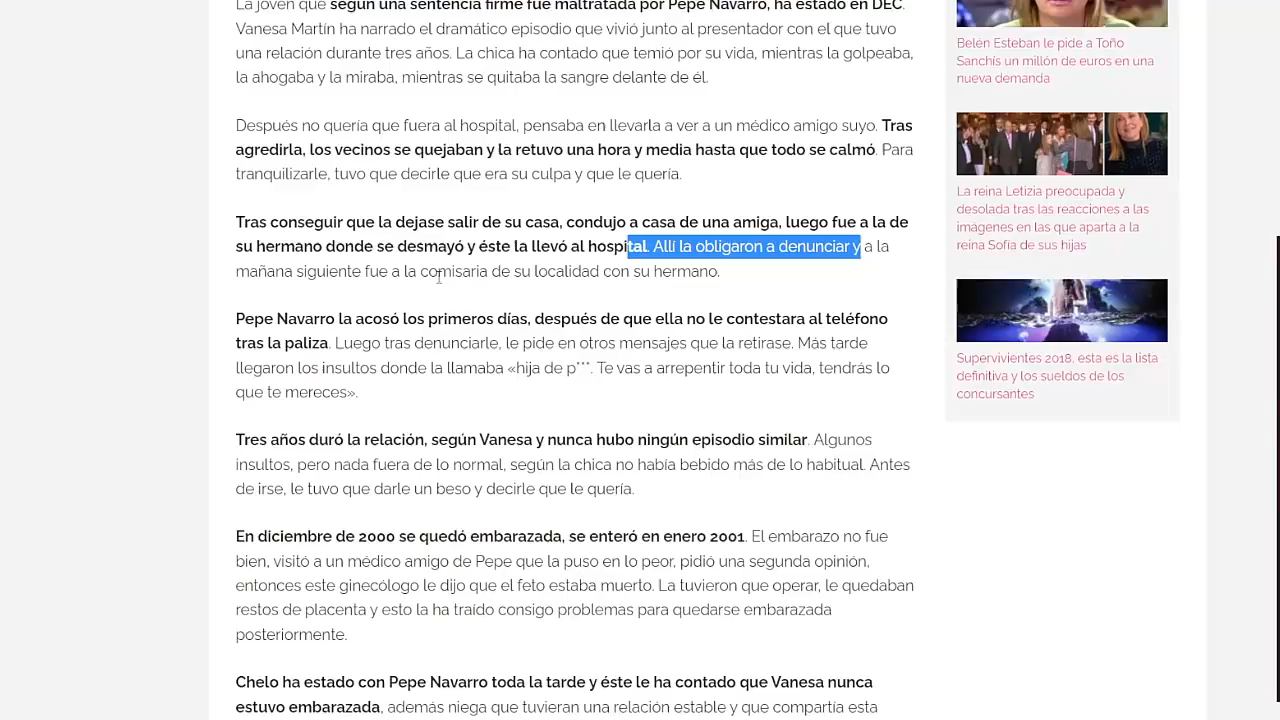 La joven que según una sentencia firme fue maltratada por Pepe Navarro, ha estado en DEC.
Vanesa Martín ha narrado el dramático episodio que vivió junto al presentador con el que tuvo
una relación durante tres años. La chica ha contado que temió por su vida, mientras la golpeaba,
la ahogaba y la miraba, mientras se quitaba la sangre delante de él.
Después no quería que fuera al hospital, pensaba en llevarla a ver a un médico amigo suyo. Tras
agredirla, los vecinos se quejaban y la retuvo una hora y media hasta que todo se calmó. Para
tranquilizarle, tuvo que decirle que era su culpa y que le quería.
Tras conseguir que la dejase salir de su casa, condujo a casa de una amiga, luego fue a la de
su hermano donde se desmayó y éste la llevó al hospital. Allí la obligaron a denunciar y a la
mañana siguiente fue a la comisaria de su localidad con su hermano.
Pepe Navarro la acosó los primeros días, después de que ella no le contestara al teléfono
tras la paliza. Luego tras denunciarle, le pide en otros mensajes que la retirase. Más tarde
llegaron los insultos donde la llamaba «hija de p***. Te vas a arrepentir toda tu vida, tendrás lo
que te mereces».
Tres años duró la relación, según Vanesa y nunca hubo ningún episodio similar. Algunos
insultos, pero nada fuera de lo normal, según la chica no había bebido más de lo habitual. Antes
de irse, le tuvo que darle un beso y decirle que le quería.
En diciembre de 2000 se quedó embarazada, se enteró en enero 2001. El embarazo no fue
bien, visitó a un médico amigo de Pepe que la puso en lo peor, pidió una segunda opinión,
entonces este ginecólogo le dijo que el feto estaba muerto. La tuvieron que operar, le quedaban
restos de placenta y esto la ha traído consigo problemas para quedarse embarazada
posteriormente.
Chelo ha estado con Pepe Navarro toda la tarde y éste le ha contado que Vanesa nunca
estuvo embarazada, además niega que tuvieran una relación estable y que compartía esta
Belén Esteban le pide a Toño
Sanchís un millón de euros en una
nueva demanda
La reina Letizia preocupada y
desolada tras las reacciones a las
imágenes en las que aparta a la
reina Sofía de sus hijas
Supervivientes 2018, esta es la lista
definitiva y los sueldos de los
concursantes